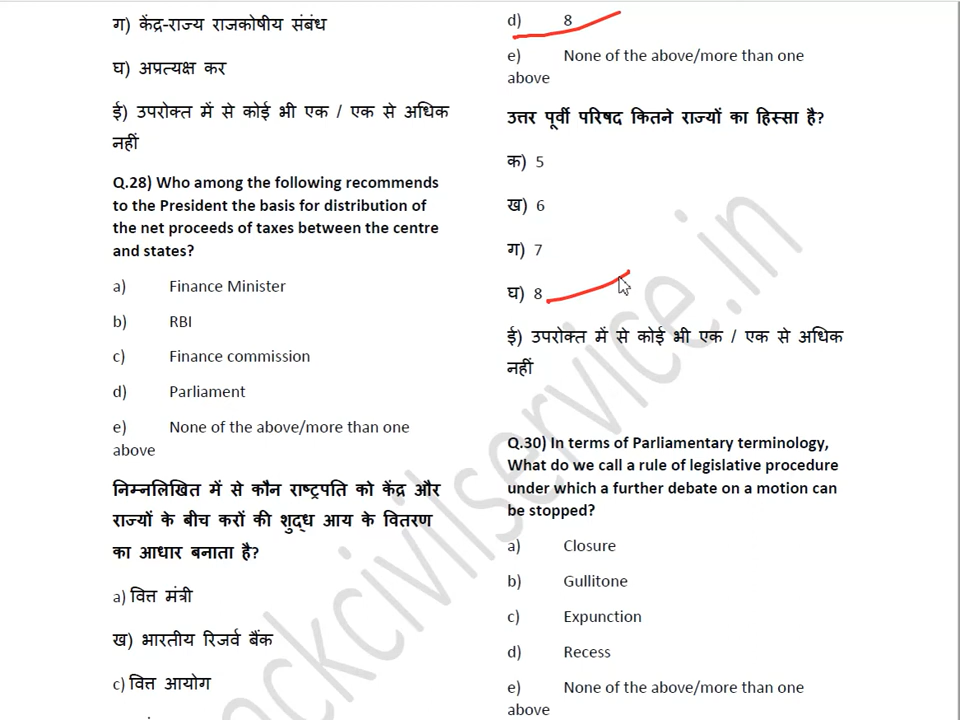 ग) केंद्र-राज्य राजकोषीय संबंध
घ) अप्रत्यक्ष कर
ई) उपरोक्त में से कोई भी एक / एक से अधिक
नहीं
Q.28) Who among the following recommends
to the President the basis for distribution of
the net proceeds of taxes between the centre
and states?
a) Finance Minister
b) RBI
c) Finance commission
d) Parliament
e) None of the above/more than one
above
निम्नलिखित में से कौन राष्ट्रपति को केंद्र और
राज्यों के बीच करों की शुद्ध आय के वितरण
का आधार बनाता है?
a) वित्त मंत्री
ख) भारतीय रिजर्व बैंक
c) वित्त आयोग
d) 8
e) None of the above/more than one
above
उत्तर पूर्वी परिषद कितने राज्यों का हिस्सा है?
क) 5
ख) 6
ग) 7
घ) 8
ई) उपरोक्त में से कोई भी एक / एक से अधिक
नहीं
Q.30) In terms of Parliamentary terminology,
What do we call a rule of legislative procedure
under which a further debate on a motion can
be stopped?
a) Closure
b) Gullitone
c) Expunction
d) Recess
e) None of the above/more than one
above
ckcivilservice.in